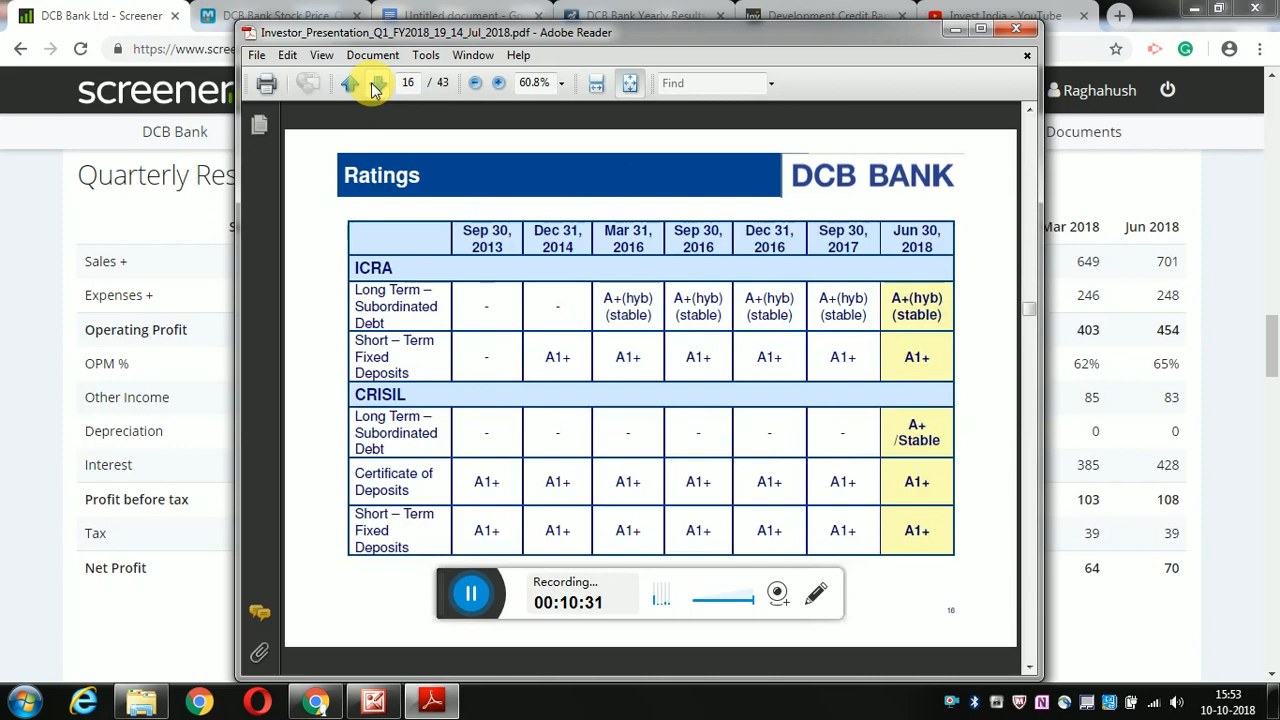 DCB Bank Ltd - Screener
DCB Bank Stock Price, Q
Untitled document - G
DCB Bank Yearly Resul
Development Credit Ba
Invest India - YouTube
https://www.
screener
Raghahush
DCB Bank
Documents
Quarterly Res
Mar 2018 Jun 2018
Sales + 649 701
Expenses + 246 248
Operating Profit 403 454
OPM % 62% 65%
Other Income 85 83
Depreciation 0 0
Interest 385 428
Profit before tax 103 108
Tax 39 39
Net Profit 64 70
Investor_Presentation_Q1_FY2018_19_14_Jul_2018.pdf - Adobe Reader
File Edit View Document Tools Window Help
16 / 43 60.8% Find
Ratings
DCB BANK
Sep 30, 2013
Dec 31, 2014
Mar 31, 2016
Sep 30, 2016
Dec 31, 2016
Sep 30, 2017
Jun 30, 2018
ICRA
Long Term –
Subordinated
Debt
- - A+(hyb) (stable) A+(hyb) (stable) A+(hyb) (stable) A+(hyb) (stable) A+(hyb) (stable)
Short – Term
Fixed
Deposits
- A1+ A1+ A1+ A1+ A1+ A1+
CRISIL
Long Term –
Subordinated
Debt
- - - - - - A+ /Stable
Certificate of
Deposits
A1+ A1+ A1+ A1+ A1+ A1+ A1+
Short – Term
Fixed
Deposits
A1+ A1+ A1+ A1+ A1+ A1+ A1+
Recording...
00:10:31
16
15:53
10-10-2018